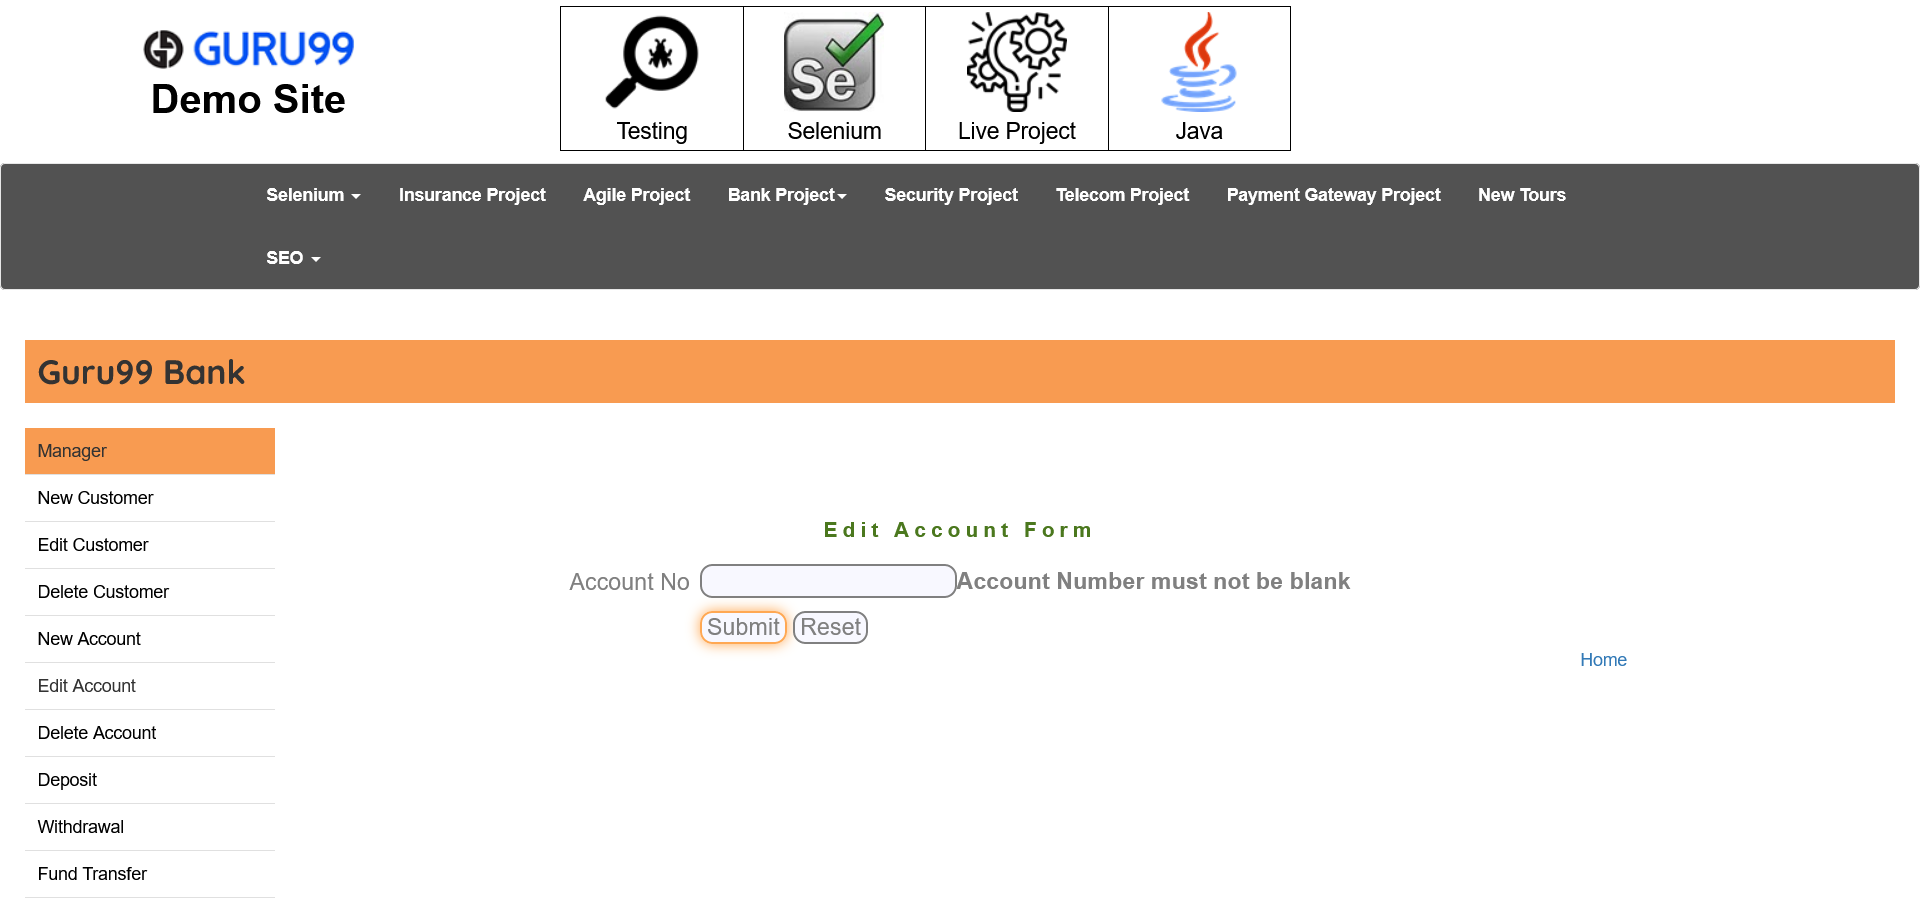 GURU99
Demo Site
Se
Testing
Selenium
Live Project
Java
Selenium
Insurance Project
Agile Project
Bank Project
Security Project
Telecom Project
Payment Gateway Project
New Tours
SEO
Guru99 Bank
Manager
New Customer
Edit Customer
Delete Customer
New Account
Edit Account
Delete Account
Deposit
Withdrawal
Fund Transfer
Edit Account Form
Account No
Account Number must not be blank
Submit
Reset
Home